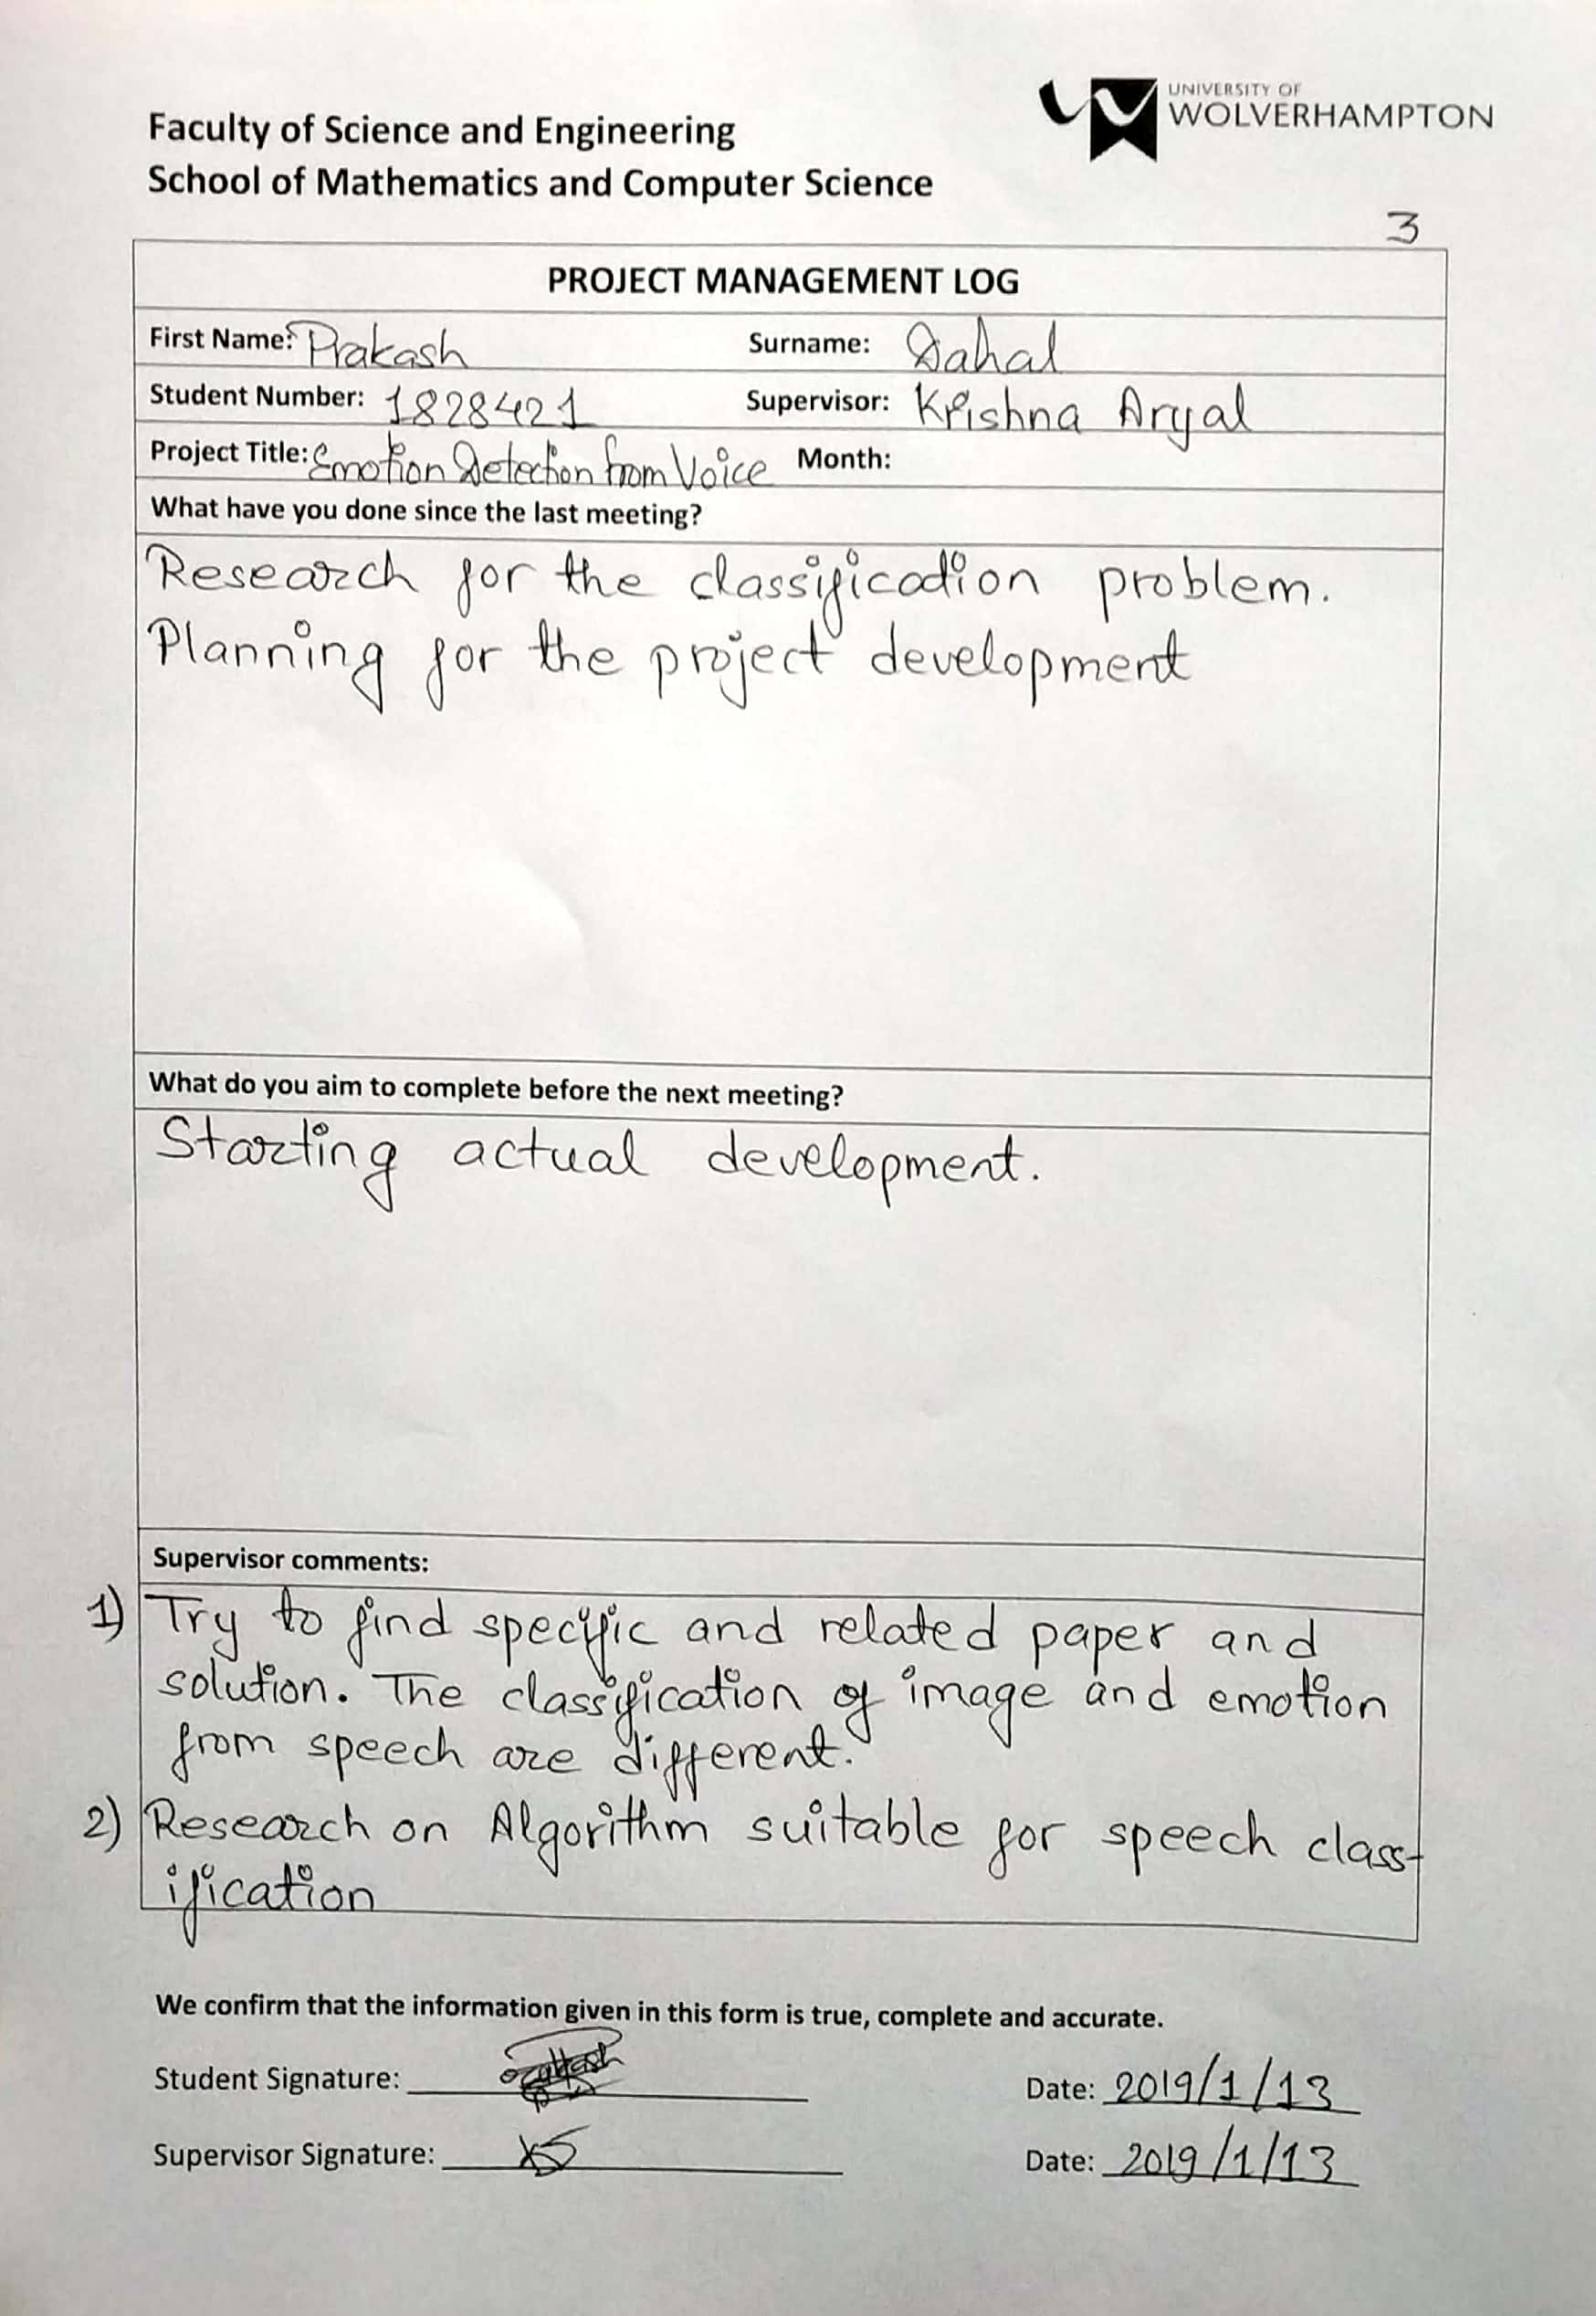 UNIVERSITY OF
WOLVERHAMPTON
Faculty of Science and Engineering
School of Mathematics and Computer Science
3
PROJECT MANAGEMENT LOG
First Name: Prakash Surname: Dahal
Student Number: 1828421 Supervisor: Krishna Aryal
Project Title: Emotion Detection from Voice Month:
What have you done since the last meeting?
Research for the classification problem.
Planning for the project development
What do you aim to complete before the next meeting?
Starting actual development.
Supervisor comments:
1) Try to find specific and related paper and
solution. The classification of image and emotion
from speech are different.
2) Research on Algorithm suitable for speech class-
ification
We confirm that the information given in this form is true, complete and accurate.
Student Signature: Date: 2019/1/13
Supervisor Signature: Date: 2019/1/13